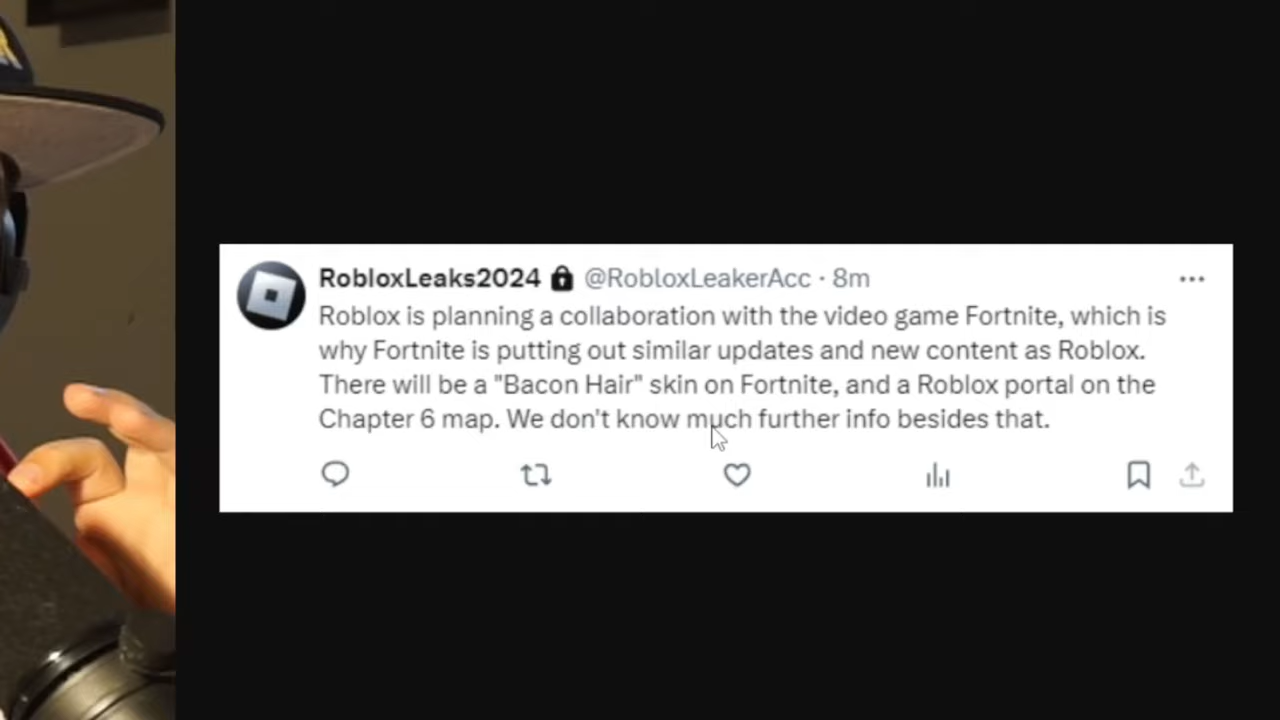 RobloxLeaks2024 @RobloxLeakerAcc · 8m
Roblox is planning a collaboration with the video game Fortnite, which is
why Fortnite is putting out similar updates and new content as Roblox.
There will be a "Bacon Hair" skin on Fortnite, and a Roblox portal on the
Chapter 6 map. We don't know much further info besides that.